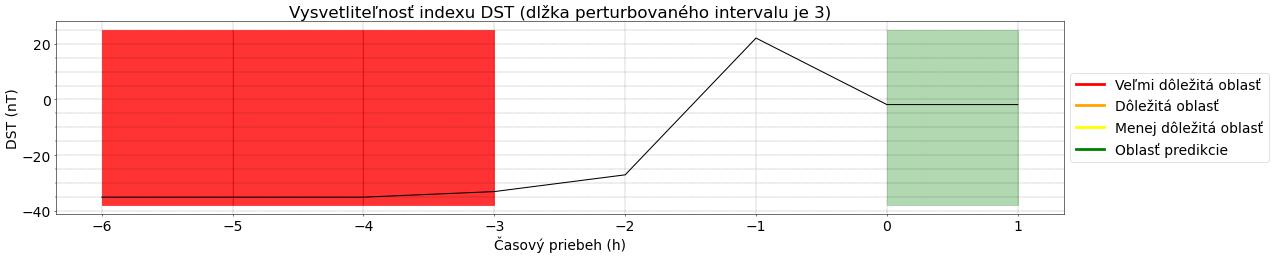 Vysvetliteľnosť indexu DST (dĺžka perturbovaného intervalu je 3)
DST (nT)
20
0
−20
−40
−6 −5 −4 −3 −2 −1 0 1
Časový priebeh (h)
Veľmi dôležitá oblasť
Dôležitá oblasť
Menej dôležitá oblasť
Oblasť predikcie